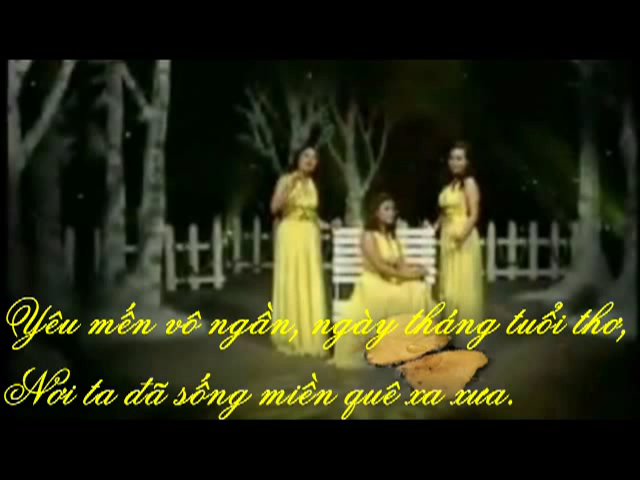 Yêu mến vô ngần, ngày tháng tuổi thơ,
Nơi ta đã sống miền quê xa xưa.